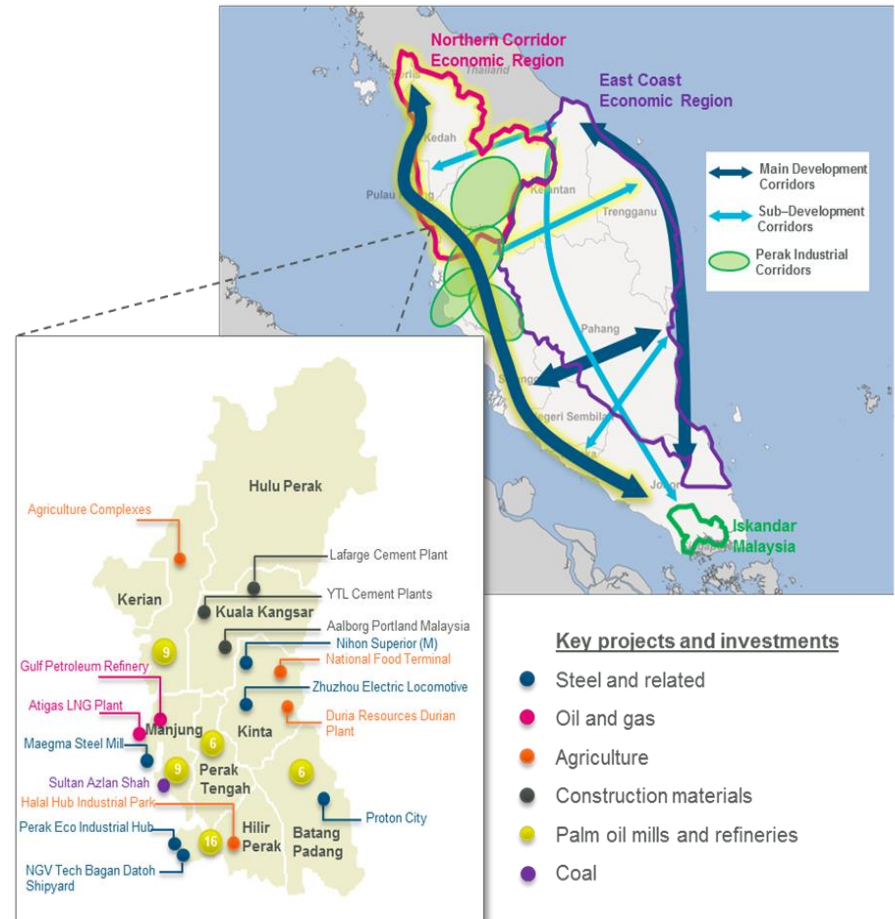 Northern Corridor
Economic Region
Thailand
Perlis
East Coast
Economic Region
Kedah
Kelantan
Trengganu
Main Development
Corridors
Sub–Development
Corridors
Perak Industrial
Corridors
Pahang
Negeri Sembilan
Johor
Iskandar
Malaysia
Hulu Perak
Agriculture Complexes
Lafarge Cement Plant
Kerian
YTL Cement Plants
Kuala Kangsar
Aalborg Portland Malaysia
Nihon Superior (M)
9
National Food Terminal
Gulf Petroleum Refinery
Zhuzhou Electric Locomotive
Atigas LNG Plant
Manjung
Kinta
Duria Resources Durian
Plant
Maegma Steel Mill
6
9
Perak
Tengah
6
Sultan Azlan Shah
Halal Hub Industrial Park
Proton City
Perak Eco Industrial Hub
16
Hilir
Perak
Batang
Padang
NGV Tech Bagan Datoh
Shipyard
Key projects and investments
Steel and related
Oil and gas
Agriculture
Construction materials
Palm oil mills and refineries
Coal